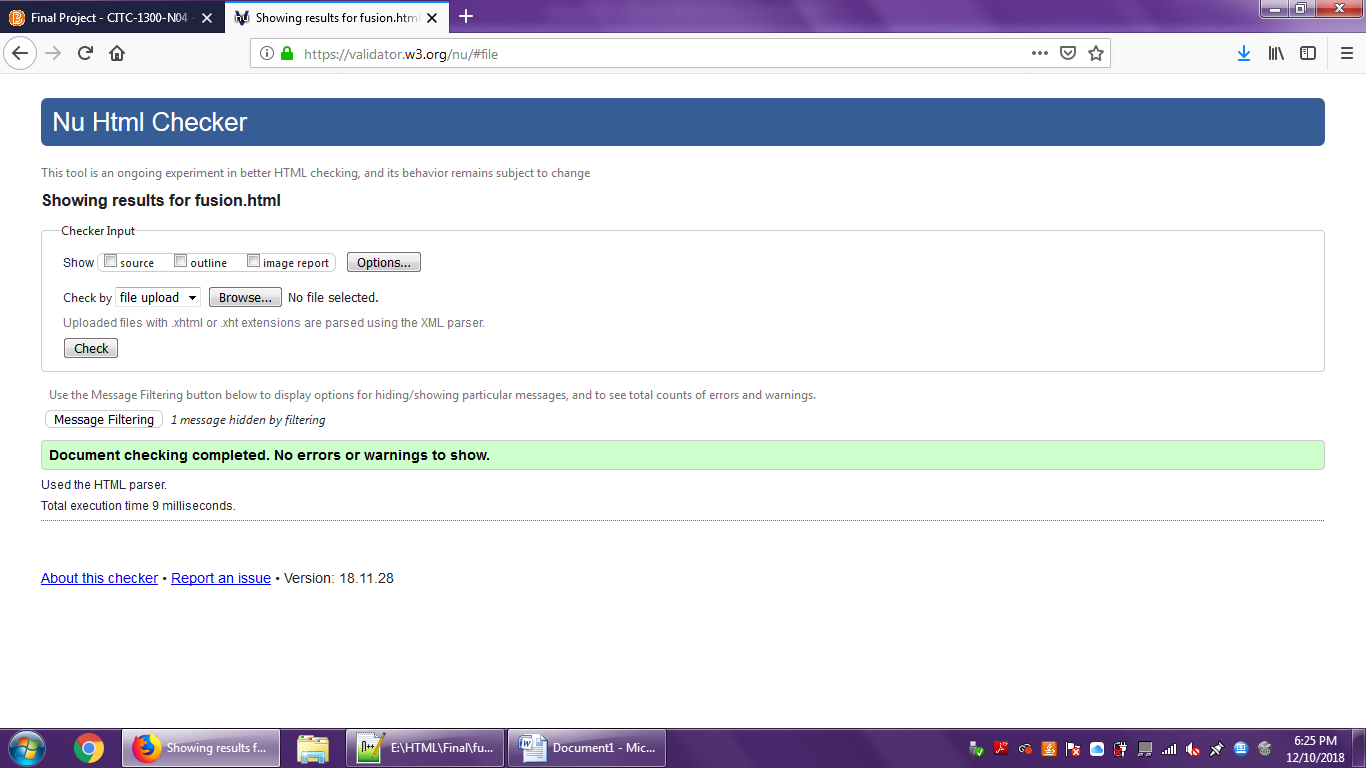 Final Project - CITC-1300-N04 -
Showing results for fusion.html
https://validator.w3.org/nu/#file
Nu Html Checker
This tool is an ongoing experiment in better HTML checking, and its behavior remains subject to change
Showing results for fusion.html
Checker Input
Show source outline image report Options...
Check by file upload Browse... No file selected.
Uploaded files with .xhtml or .xht extensions are parsed using the XML parser.
Check
Use the Message Filtering button below to display options for hiding/showing particular messages, and to see total counts of errors and warnings.
Message Filtering 1 message hidden by filtering
Document checking completed. No errors or warnings to show.
Used the HTML parser.
Total execution time 9 milliseconds.
About this checker • Report an issue • Version: 18.11.28
Showing results f... E:\HTML\Final\fu... Document1 - Mic... 6:25 PM
12/10/2018